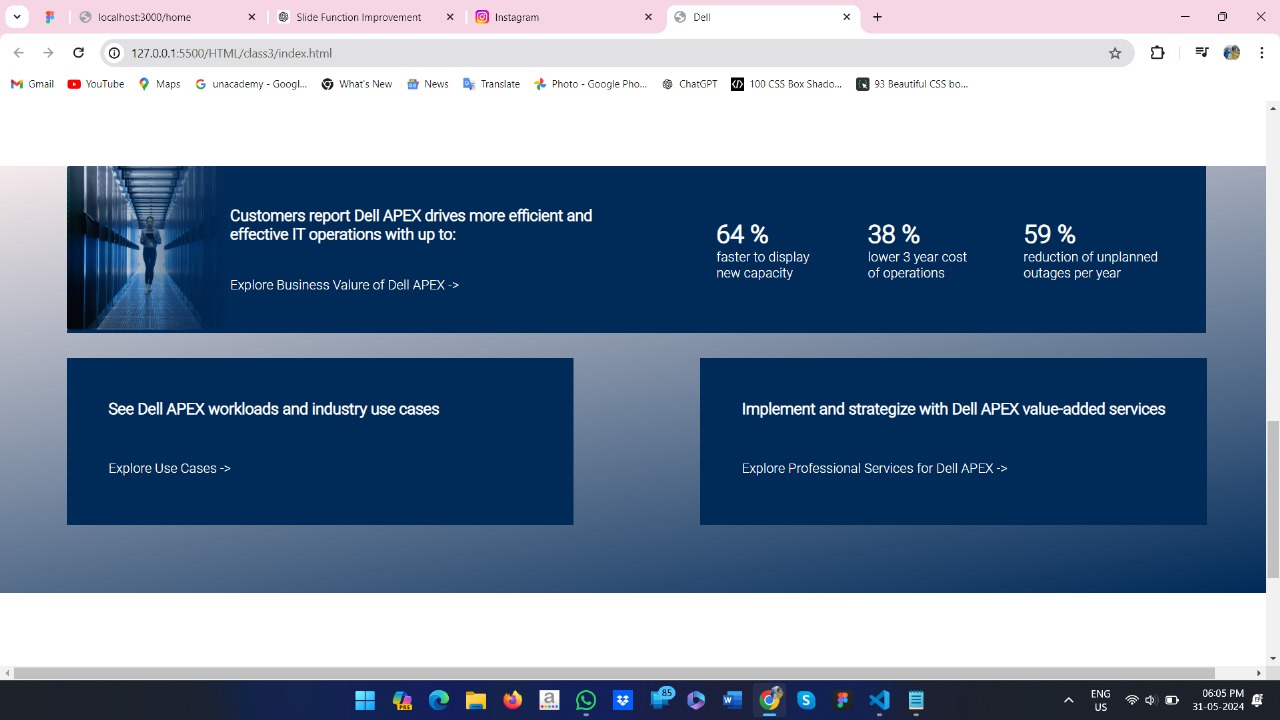 localhost:3000/home
Slide Function Improvement
Instagram
Dell
127.0.0.1:5500/HTML/class3/index.html
Gmail
YouTube
Maps
unacademy - Googl...
What's New
News
Translate
Photo - Google Pho...
ChatGPT
100 CSS Box Shado...
93 Beautiful CSS bo...
Customers report Dell APEX drives more efficient and
effective IT operations with up to:
Explore Business Valure of Dell APEX ->
64 %
faster to display
new capacity
38 %
lower 3 year cost
of operations
59 %
reduction of unplanned
outages per year
See Dell APEX workloads and industry use cases
Explore Use Cases ->
Implement and strategize with Dell APEX value-added services
Explore Professional Services for Dell APEX ->
PRE
a
85
W
S
ENG
US
06:05 PM
31-05-2024